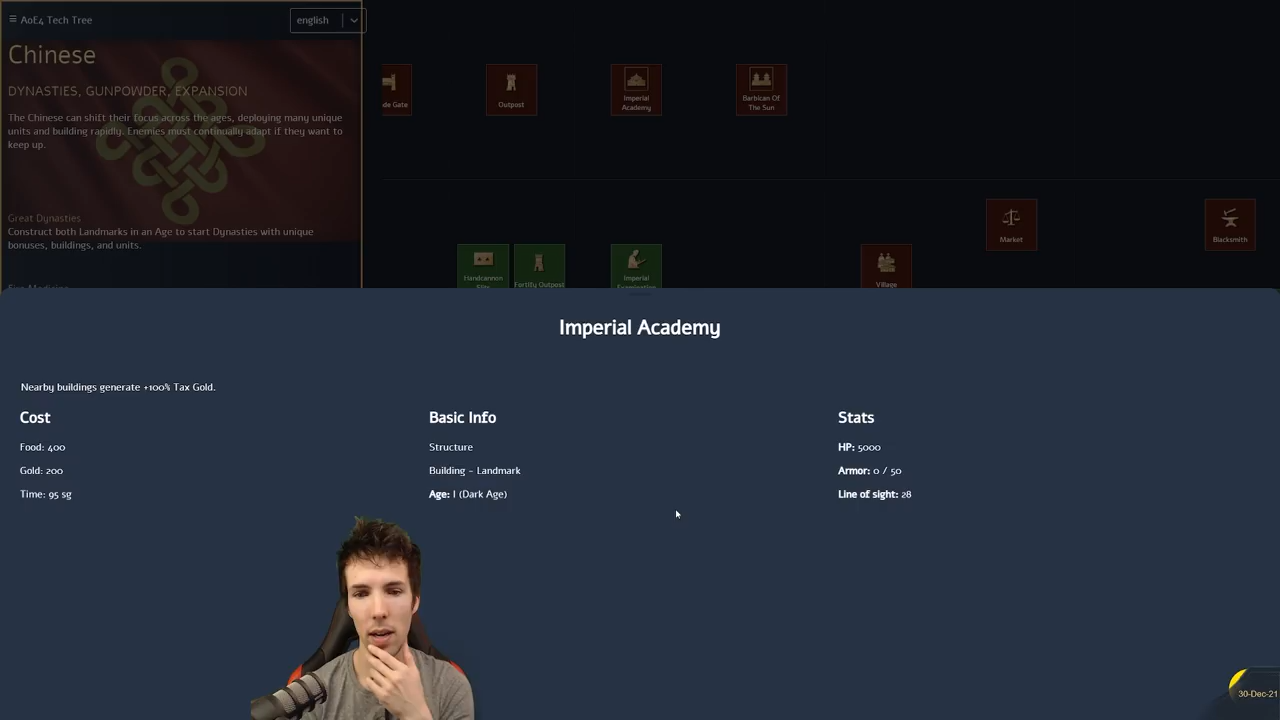 ≡ AoE4 Tech Tree
english
Chinese
DYNASTIES, GUNPOWDER, EXPANSION
The Chinese can shift their focus across the ages, deploying many unique
units and building rapidly. Enemies must continually adapt if they want to
keep up.
Great Dynasties
Construct both Landmarks in an Age to start Dynasties with unique
bonuses, buildings, and units.
Gate
Outpost
Imperial
Academy
Barbican Of
The Sun
Market
Blacksmith
Handcannon
Slits
Fortify Outpost
Imperial
Examination
Village
Imperial Academy
Nearby buildings generate +100% Tax Gold.
Cost
Food: 400
Gold: 200
Time: 95 sg
Basic Info
Structure
Building - Landmark
Age: I (Dark Age)
Stats
HP: 5000
Armor: 0 / 50
Line of sight: 28
30-Dec-21